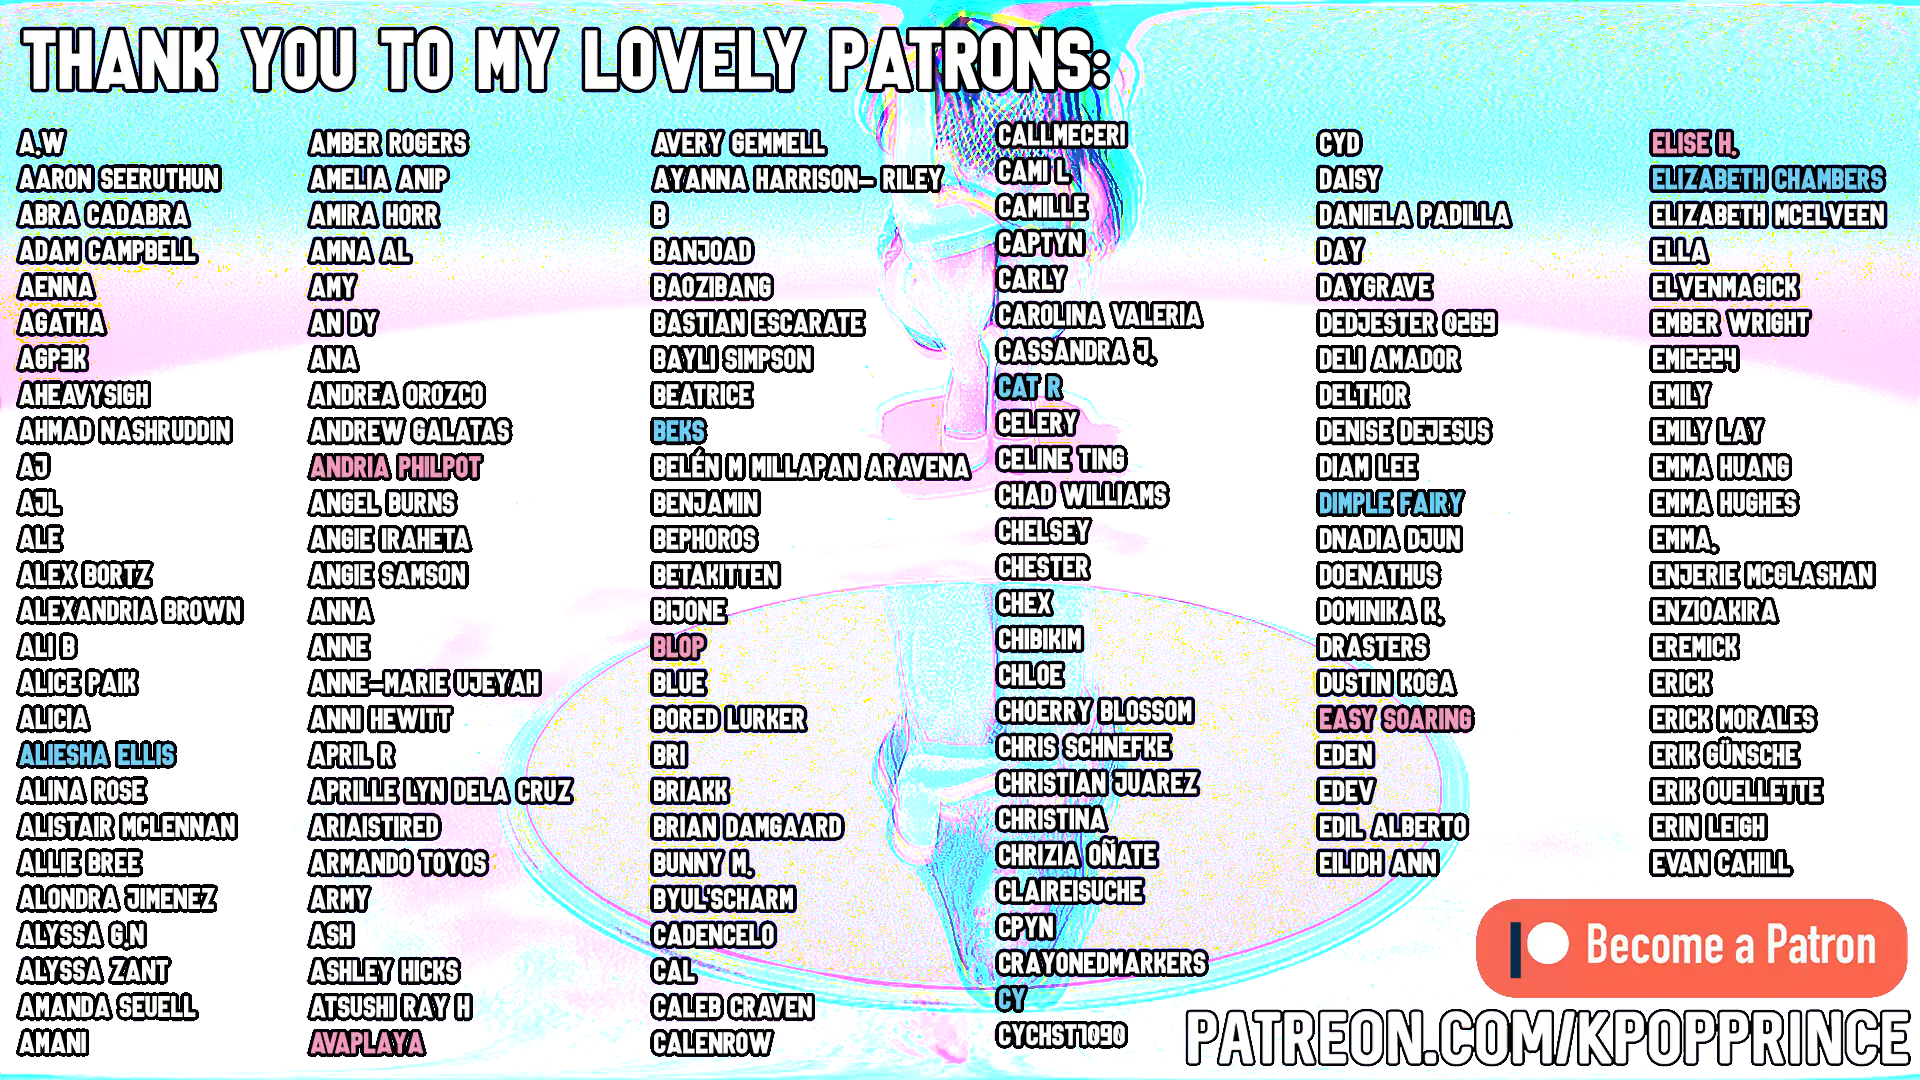 THANK YOU TO MY LOVELY PATRONS:
A.W
AARON SEERUTHUN
ABRA CADABRA
ADAM CAMPBELL
AENNA
AGATHA
AGP3K
AHEAVYSIGH
AHMAD NASHRUDDIN
AJ
AJL
ALE
ALEX BORTZ
ALEXANDRIA BROWN
ALI B
ALICE PAIK
ALICIA
ALIESHA ELLIS
ALINA ROSE
ALISTAIR MCLENNAN
ALLIE BREE
ALONDRA JIMENEZ
ALYSSA G.N
ALYSSA ZANT
AMANDA SEUELL
AMANI
AMBER ROGERS
AMELIA ANIP
AMIRA HORR
AMNA AL
AMY
AN DY
ANA
ANDREA OROZCO
ANDREW GALATAS
ANDRIA PHILPOT
ANGEL BURNS
ANGIE IRAHETA
ANGIE SAMSON
ANNA
ANNE
ANNE-MARIE UJEYAH
ANNI HEWITT
APRIL R
APRILLE LYN DELA CRUZ
ARIAISTIRED
ARMANDO TOYOS
ARMY
ASH
ASHLEY HICKS
ATSUSHI RAY H
AVAPLAYA
AVERY GEMMELL
AYANNA HARRISON- RILEY
B
BANJOAD
BAOZIBANG
BASTIAN ESCARATE
BAYLI SIMPSON
BEATRICE
BEKS
BELÉN M MILLAPAN ARAVENA
BENJAMIN
BEPHOROS
BETAKITTEN
BIJONE
BLOP
BLUE
BORED LURKER
BRI
BRIAKK
BRIAN DAMGAARD
BUNNY M.
BYUL'SCHARM
CADENCELO
CAL
CALEB CRAVEN
CALENROW
CALLMECERI
CAMI L
CAMILLE
CAPTYN
CARLY
CAROLINA VALERIA
CASSANDRA J.
CAT R
CELERY
CELINE TING
CHAD WILLIAMS
CHELSEY
CHESTER
CHEX
CHIBIKIM
CHLOE
CHOERRY BLOSSOM
CHRIS SCHNEFKE
CHRISTIAN JUAREZ
CHRISTINA
CHRIZIA OÑATE
CLAIREISUCHE
CPYN
CRAYONEDMARKERS
CY
CYCHST1090
CYD
DAISY
DANIELA PADILLA
DAY
DAYGRAVE
DEDJESTER 0269
DELI AMADOR
DELTHOR
DENISE DEJESUS
DIAM LEE
DIMPLE FAIRY
DNADIA DJUN
DOENATHUS
DOMINIKA K.
DRASTERS
DUSTIN KOGA
EASY SOARING
EDEN
EDEV
EDIL ALBERTO
EILIDH ANN
ELISE H.
ELIZABETH CHAMBERS
ELIZABETH MCELVEEN
ELLA
ELVENMAGICK
EMBER WRIGHT
EMI2224
EMILY
EMILY LAY
EMMA HUANG
EMMA HUGHES
EMMA.
ENJERIE MCGLASHAN
ENZIOAKIRA
EREMICK
ERICK
ERICK MORALES
ERIK GÜNSCHE
ERIK OUELLETTE
ERIN LEIGH
EVAN CAHILL
Become a Patron
PATREON.COM/KPOPPRINCE